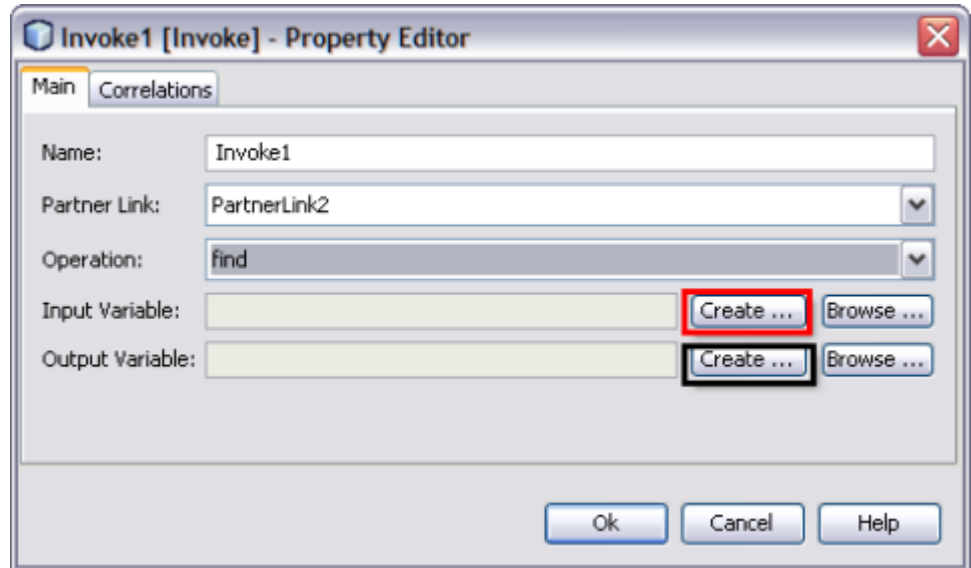 Invoke1 [Invoke] - Property Editor
Main Correlations
Name: Invoke1
Partner Link: PartnerLink2
Operation: find
Input Variable: Create ... Browse ...
Output Variable: Create ... Browse ...
Ok Cancel Help